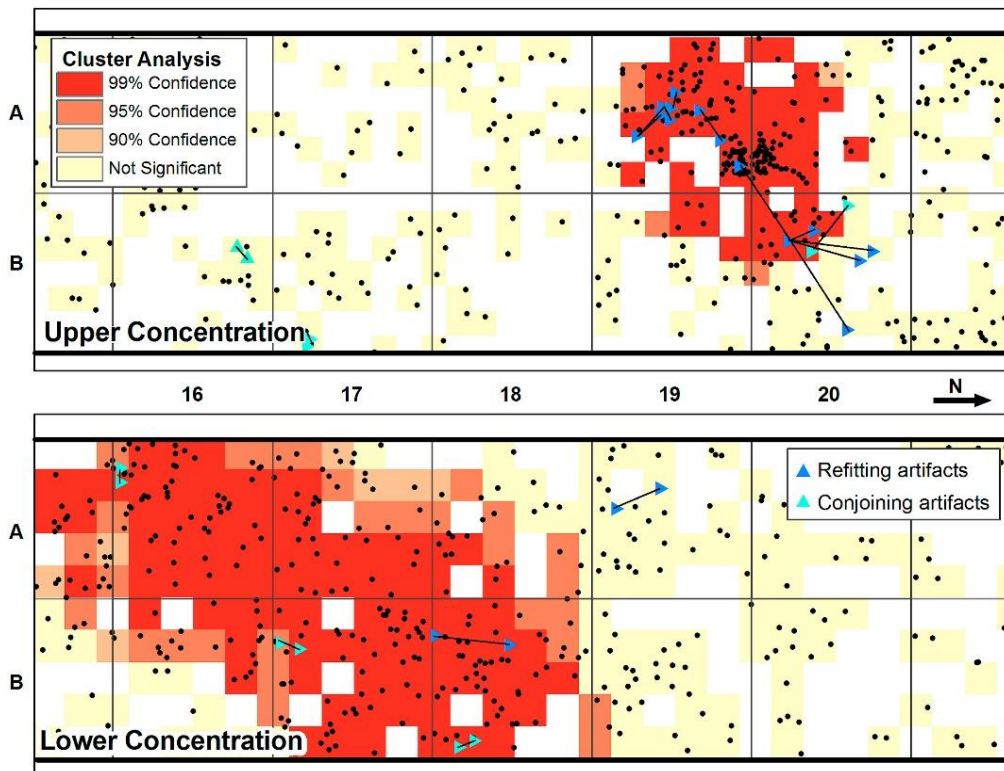 Cluster Analysis
99% Confidence
95% Confidence
90% Confidence
Not Significant
A
B
Upper Concentration
16 17 18 19 20 N
Refitting artifacts
Conjoining artifacts
A
B
Lower Concentration